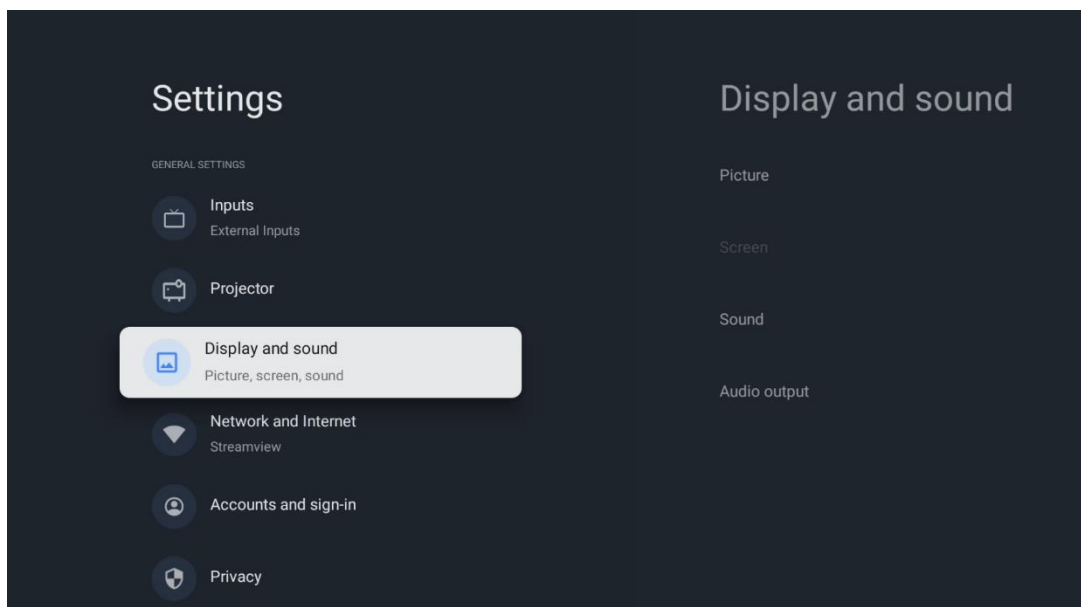 Settings
GENERAL SETTINGS
Inputs
External Inputs
Projector
Display and sound
Picture, screen, sound
Network and Internet
Streamview
Accounts and sign-in
Privacy
Display and sound
Picture
Screen
Sound
Audio output